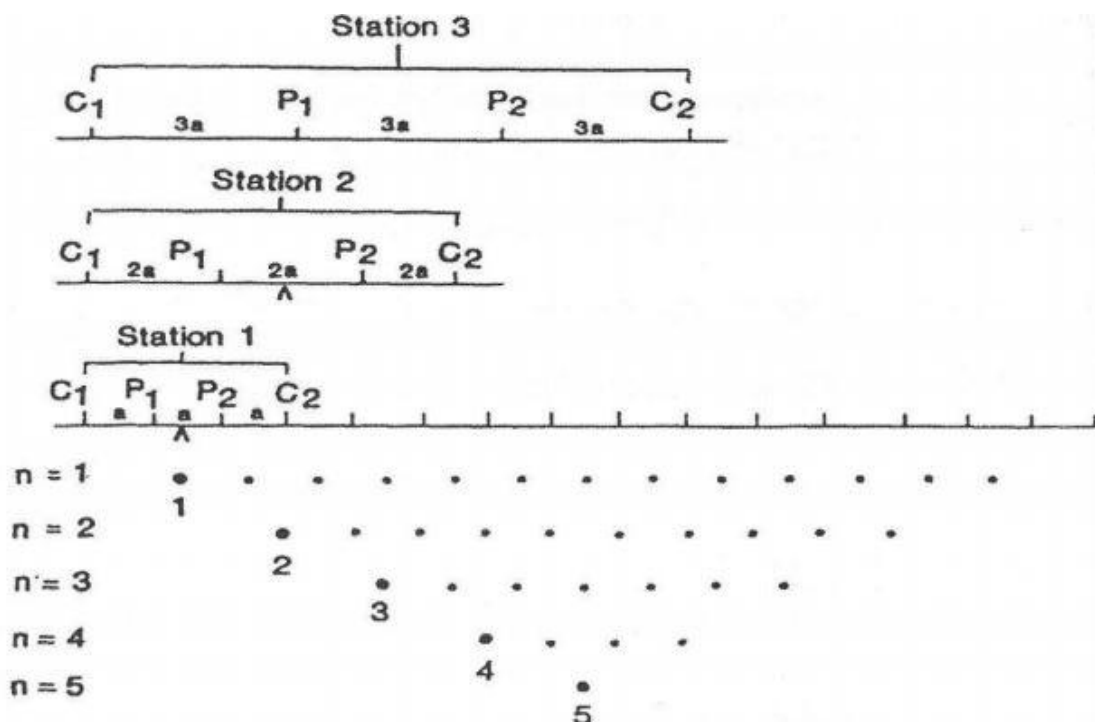 Station 3
C1 P1 P2 C2
3a 3a 3a
Station 2
C1 P1 P2 C2
2a 2a 2a
Station 1
C1 P1 P2 C2
a a a
n = 1
1
n = 2
2
n = 3
3
n = 4
4
n = 5
5